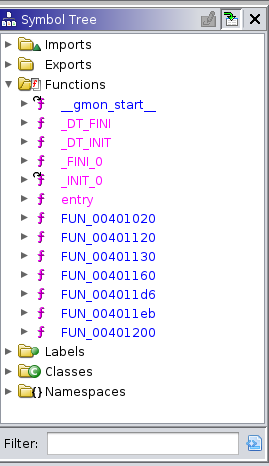 Symbol Tree
Imports
Exports
Functions
__gmon_start__
_DT_FINI
_DT_INIT
_FINI_0
_INIT_0
entry
FUN_00401020
FUN_00401120
FUN_00401130
FUN_00401160
FUN_004011d6
FUN_004011eb
FUN_00401200
Labels
Classes
Namespaces
Filter: